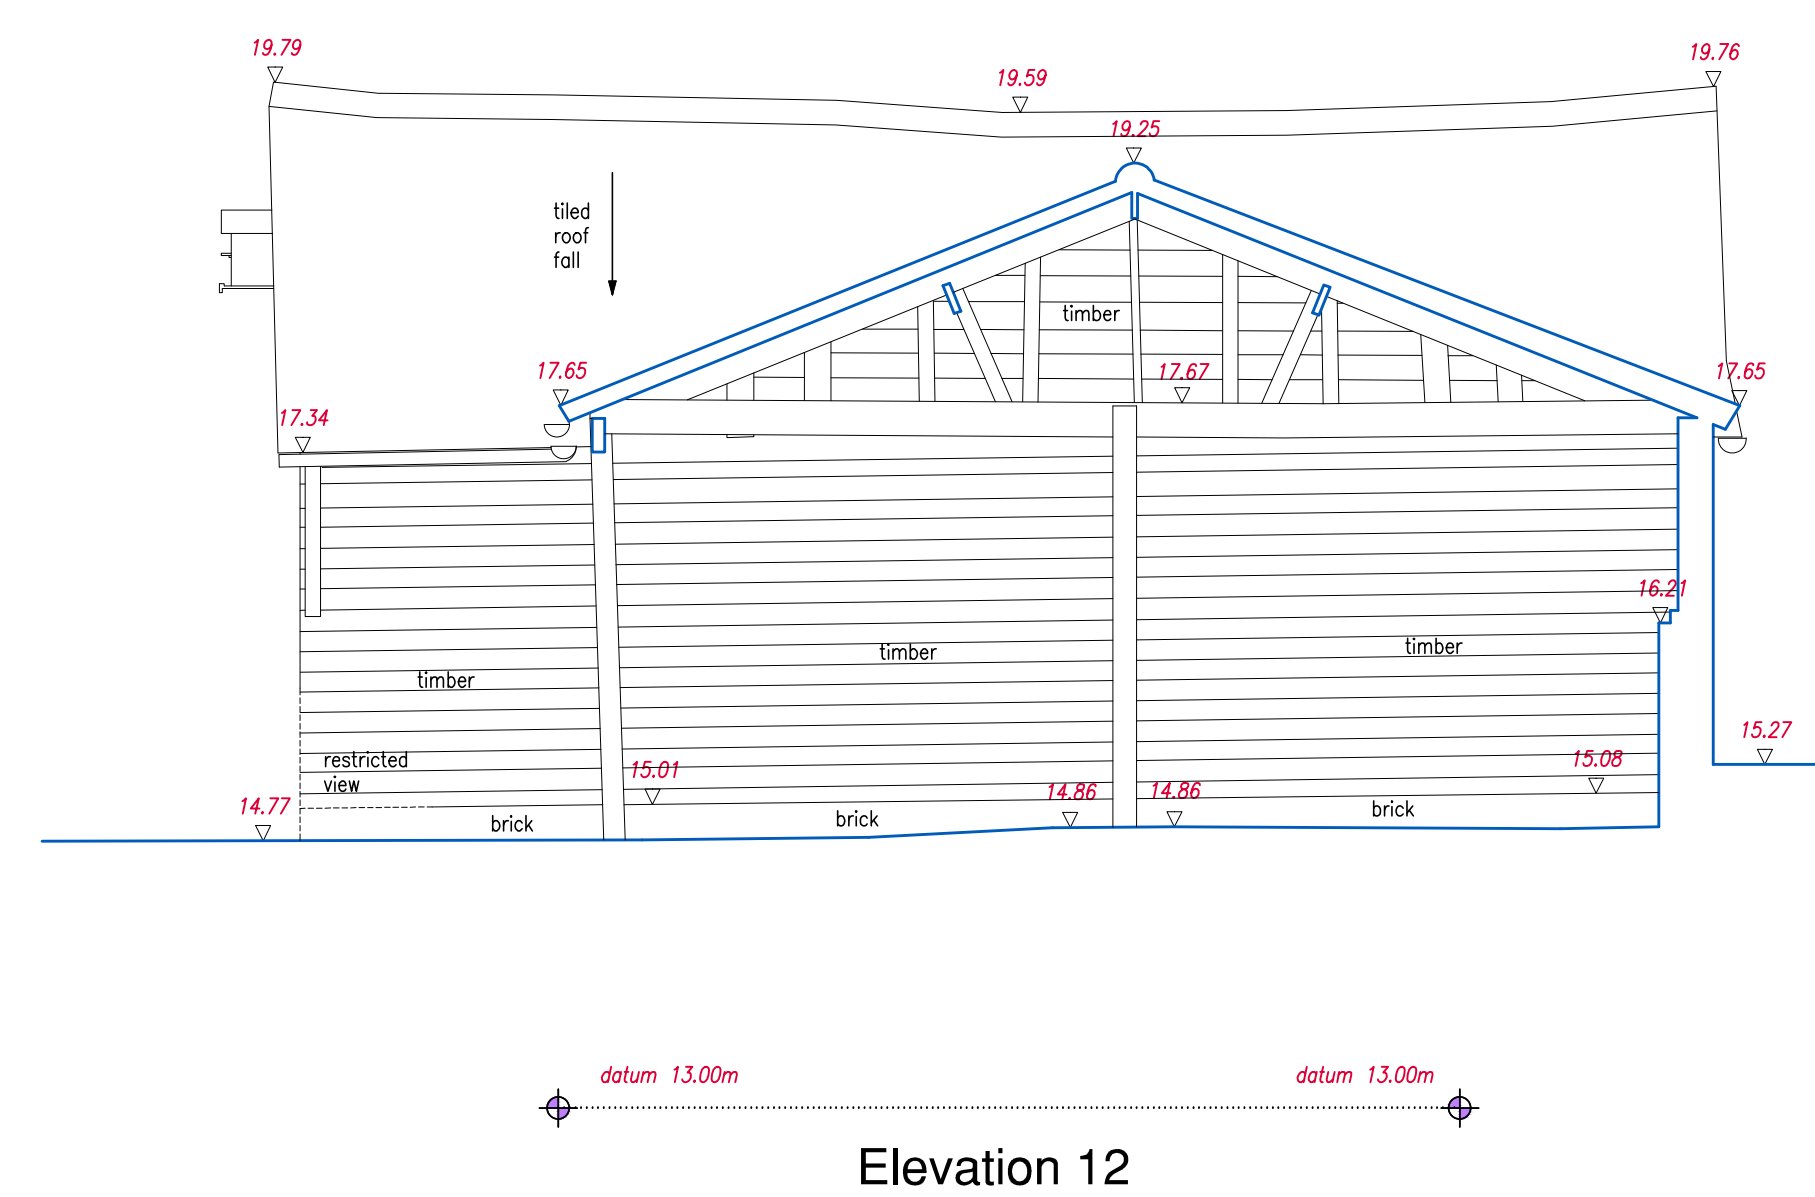 19.79
19.76
19.59
19.25
tiled
roof
fall
timber
17.65
17.67
17.65
17.34
16.21
timber
timber
timber
15.27
restricted
view
15.01
15.08
14.77
14.86
14.86
brick
brick
brick
datum 13.00m
datum 13.00m
Elevation 12